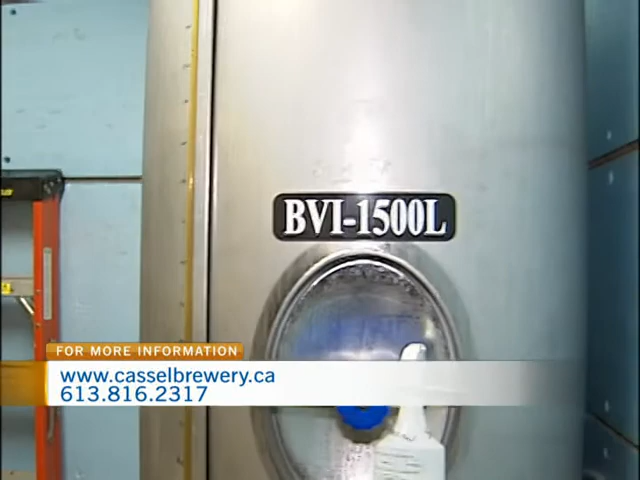 BVI-1500L
FOR MORE INFORMATION
www.casselbrewery.ca
613.816.2317